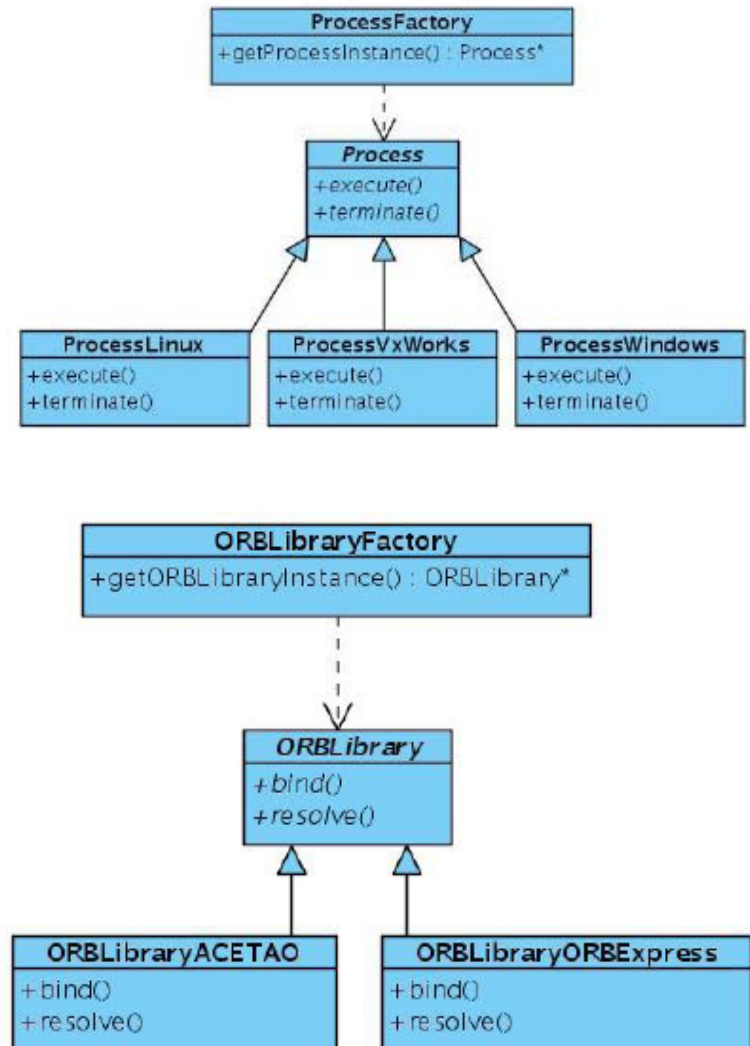 ProcessFactory
+getProcessInstance() : Process*
Process
+execute()
+terminate()
ProcessLinux
+execute()
+terminate()
ProcessVxWorks
+execute()
+terminate()
ProcessWindows
+execute()
+terminate()
ORBLibraryFactory
+getORBLibraryInstance() : ORBLibrary*
ORBLibrary
+bind()
+resolve()
ORBLibraryACETAO
+bind()
+resolve()
ORBLibraryORBExpress
+bind()
+resolve()